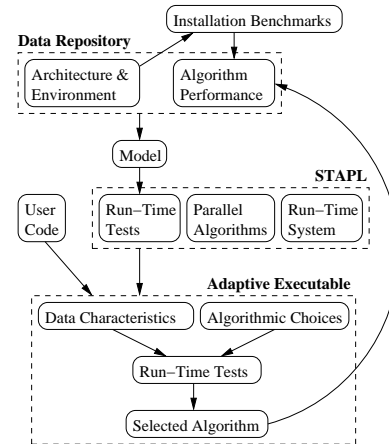 Installation Benchmarks
Data Repository
Architecture &
Environment
Algorithm
Performance
Model
STAPL
User
Code
Run-Time
Tests
Parallel
Algorithms
Run-Time
System
Adaptive Executable
Data Characteristics
Algorithmic Choices
Run-Time Tests
Selected Algorithm